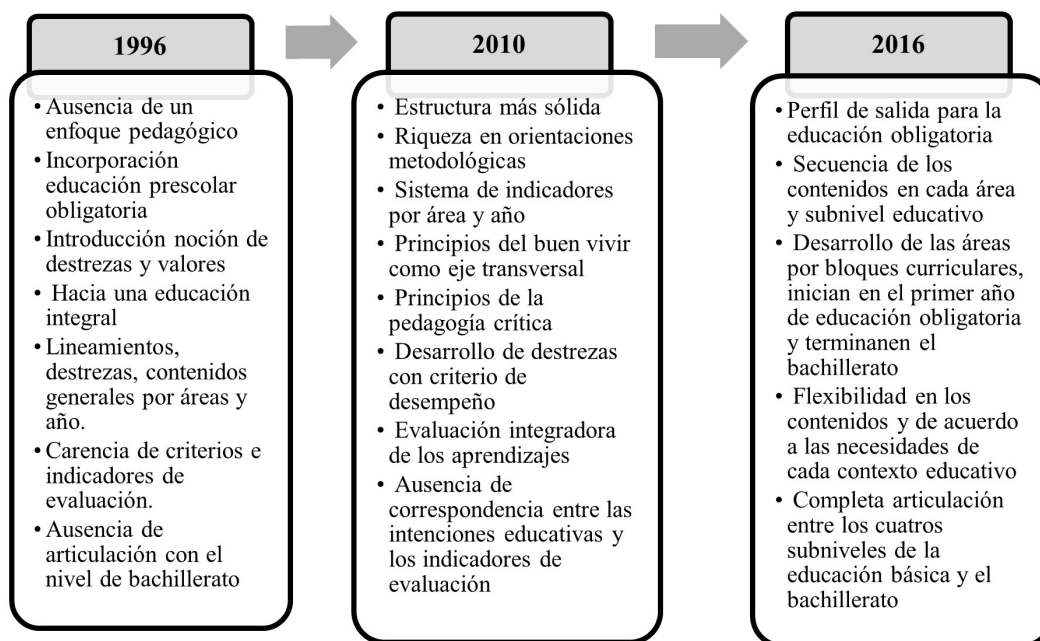 1996
• Ausencia de un
enfoque pedagógico
• Incorporación
educación prescolar
obligatoria
• Introducción noción de
destrezas y valores
• Hacia una educación
integral
• Lineamientos,
destrezas, contenidos
generales por áreas y
año.
• Carencia de criterios e
indicadores de
evaluación.
• Ausencia de
articulación con el
nivel de bachillerato
2010
• Estructura más sólida
• Riqueza en orientaciones
metodológicas
• Sistema de indicadores
por área y año
• Principios del buen vivir
como eje transversal
• Principios de la
pedagogía crítica
• Desarrollo de destrezas
con criterio de
desempeño
• Evaluación integradora
de los aprendizajes
• Ausencia de
correspondencia entre las
intenciones educativas y
los indicadores de
evaluación
2016
• Perfil de salida para la
educación obligatoria
• Secuencia de los
contenidos en cada área
y subnivel educativo
• Desarrollo de las áreas
por bloques curriculares,
inician en el primer año
de educación obligatoria
y terminanen el
bachillerato
• Flexibilidad en los
contenidos y de acuerdo
a las necesidades de
cada contexto educativo
• Completa articulación
entre los cuatros
subniveles de la
educación básica y el
bachillerato